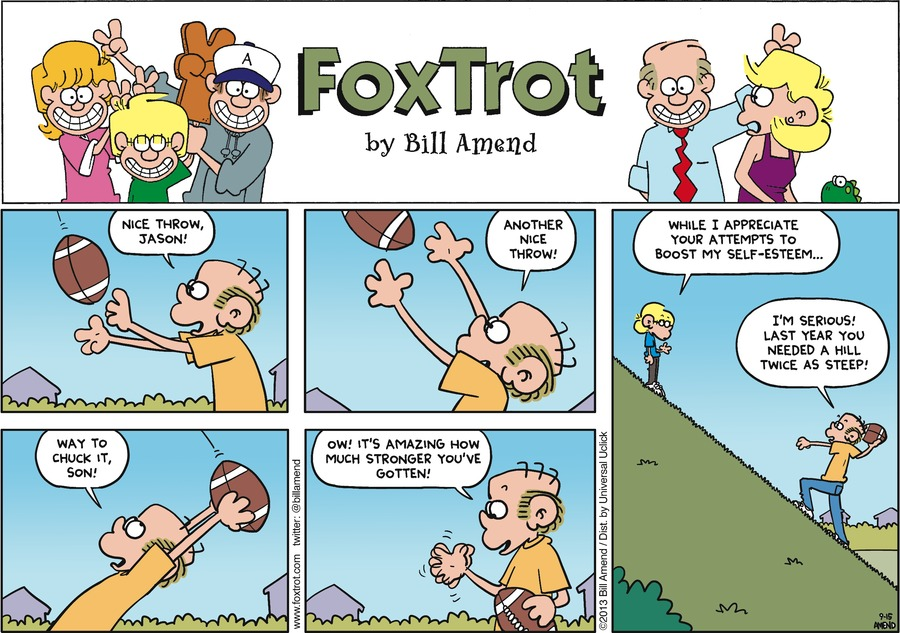 A
FoxTrot
by Bill Amend
NICE THROW,
JASON!
ANOTHER
NICE
THROW!
WAY TO
CHUCK IT,
SON!
www.foxtrot.com twitter: @billamend
OW! IT'S AMAZING HOW
MUCH STRONGER YOU'VE
GOTTEN!
©2013 Bill Amend / Dist. by Universal Uclick
WHILE I APPRECIATE
YOUR ATTEMPTS TO
BOOST MY SELF-ESTEEM...
I'M SERIOUS!
LAST YEAR YOU
NEEDED A HILL
TWICE AS STEEP!
9-15
AMEND